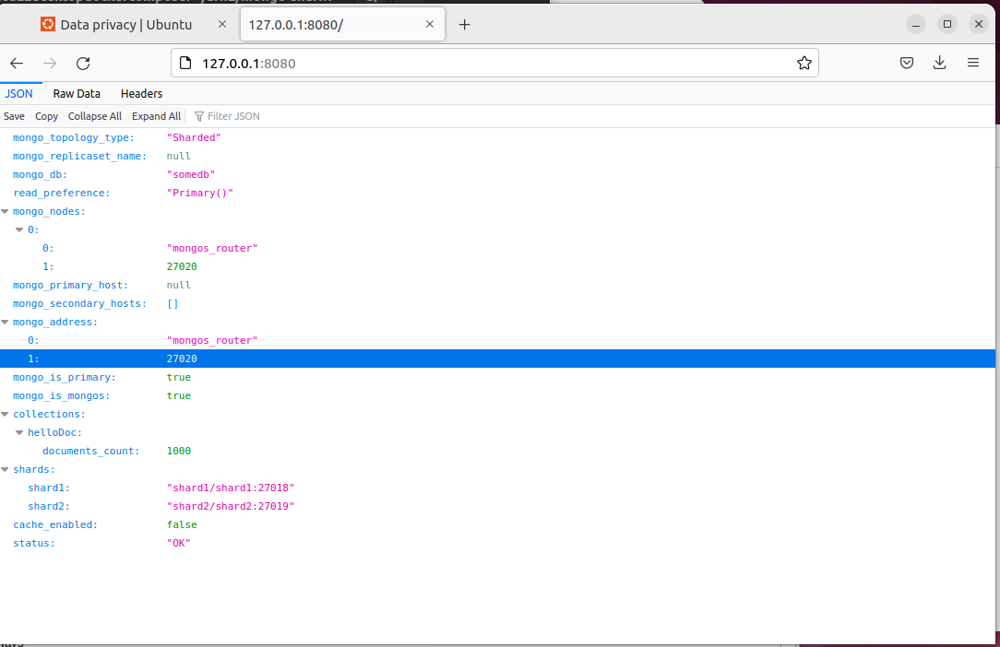 Data privacy | Ubuntu
127.0.0.1:8080/
127.0.0.1:8080
JSON Raw Data Headers
Save Copy Collapse All Expand All Filter JSON
mongo_topology_type: "Sharded"
mongo_replicaset_name: null
mongo_db: "somedb"
read_preference: "Primary()"
mongo_nodes:
0:
0: "mongos_router"
1: 27020
mongo_primary_host: null
mongo_secondary_hosts: []
mongo_address:
0: "mongos_router"
1: 27020
mongo_is_primary: true
mongo_is_mongos: true
collections:
helloDoc:
documents_count: 1000
shards:
shard1: "shard1/shard1:27018"
shard2: "shard2/shard2:27019"
cache_enabled: false
status: "OK"